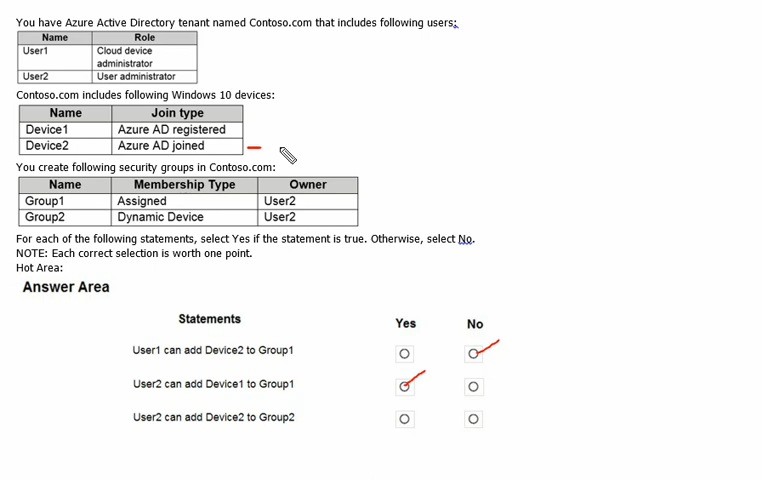 You have Azure Active Directory tenant named Contoso.com that includes following users;
Name Role
User1 Cloud device
administrator
User2 User administrator
Contoso.com includes following Windows 10 devices:
Name Join type
Device1 Azure AD registered
Device2 Azure AD joined
You create following security groups in Contoso.com:
Name Membership Type Owner
Group1 Assigned User2
Group2 Dynamic Device User2
For each of the following statements, select Yes if the statement is true. Otherwise, select No.
NOTE: Each correct selection is worth one point.
Hot Area:
Answer Area
Statements Yes No
User1 can add Device2 to Group1
User2 can add Device1 to Group1
User2 can add Device2 to Group2